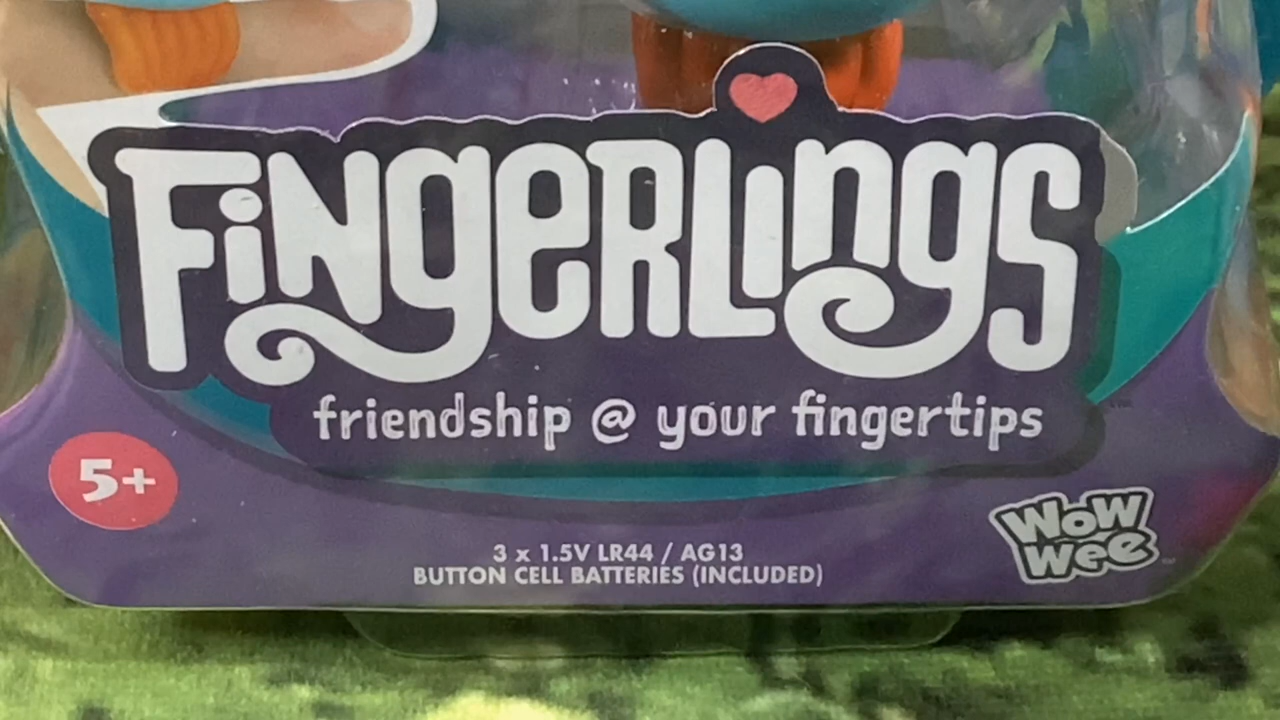 FiNgeRLings
friendship @ your fingertips
5+
3 x 1.5V LR44 / AG13
BUTTON CELL BATTERIES (INCLUDED)
WoW
Wee